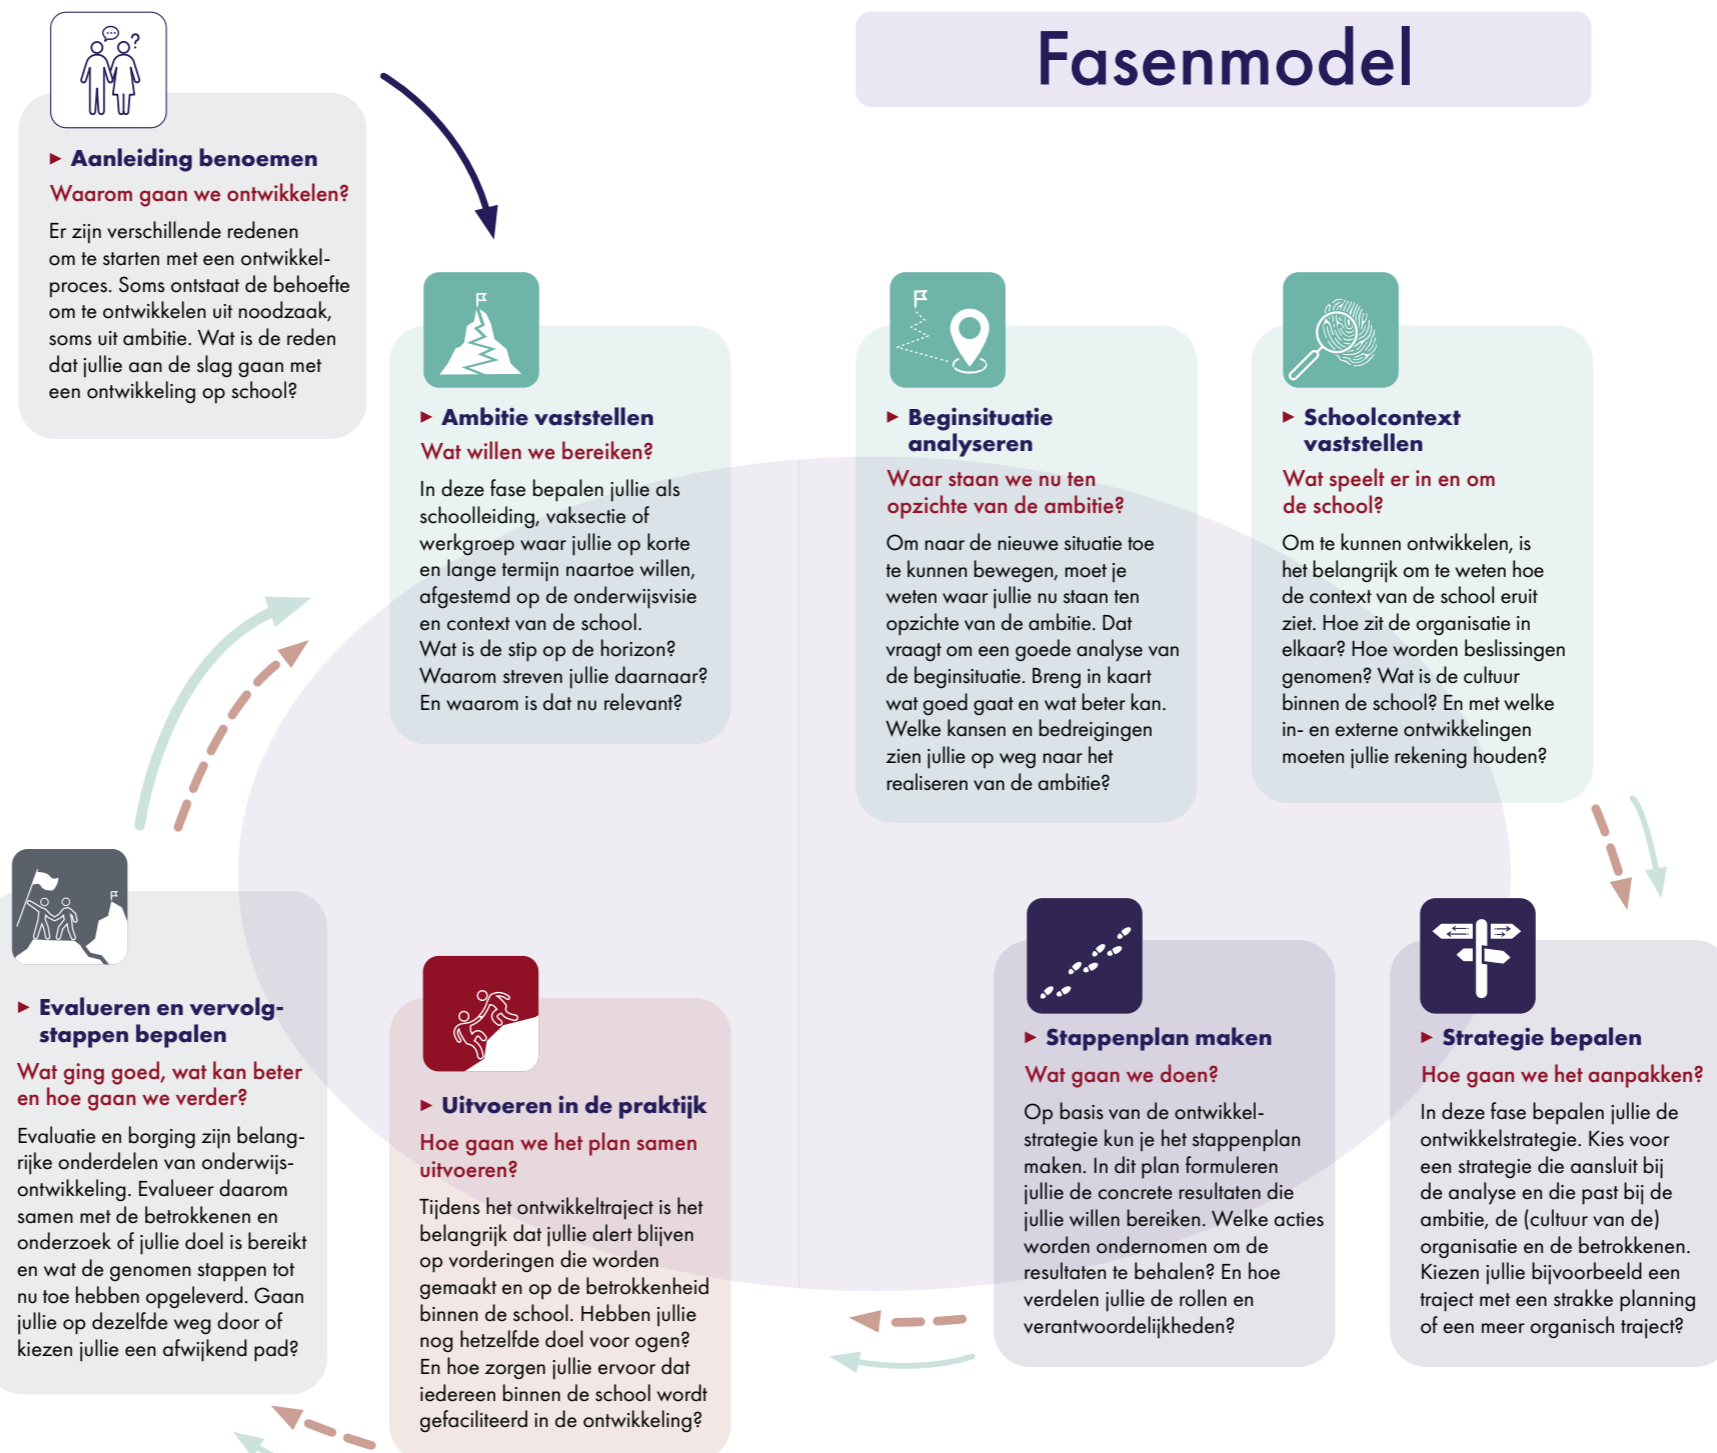 Fasenmodel
Aanleiding benoemen
Waarom gaan we ontwikkelen?
Er zijn verschillende redenen
om te starten met een ontwikkel-
proces. Soms ontstaat de behoefte
om te ontwikkelen uit noodzaak,
soms uit ambitie. Wat is de reden
dat jullie aan de slag gaan met
een ontwikkeling op school?
Ambitie vaststellen
Wat willen we bereiken?
In deze fase bepalen jullie als
schoolleiding, vaksectie of
werkgroep waar jullie op korte
en lange termijn naartoe willen,
afgestemd op de onderwijsvisie
en context van de school.
Wat is de stip op de horizon?
Waarom streven jullie daarnaar?
En waarom is dat nu relevant?
Beginsituatie
analyseren
Waar staan we nu ten
opzichte van de ambitie?
Om naar de nieuwe situatie toe
te kunnen bewegen, moet je
weten waar jullie nu staan ten
opzichte van de ambitie. Dat
vraagt om een goede analyse van
de beginsituatie. Breng in kaart
wat goed gaat en wat beter kan.
Welke kansen en bedreigingen
zien jullie op weg naar het
realiseren van de ambitie?
Schoolcontext
vaststellen
Wat speelt er in en om
de school?
Om te kunnen ontwikkelen, is
het belangrijk om te weten hoe
de context van de school eruit
ziet. Hoe zit de organisatie in
elkaar? Hoe worden beslissingen
genomen? Wat is de cultuur
binnen de school? En met welke
in- en externe ontwikkelingen
moeten jullie rekening houden?
Strategie bepalen
Hoe gaan we het aanpakken?
In deze fase bepalen jullie de
ontwikkelstrategie. Kies voor
een strategie die aansluit bij
de analyse en die past bij de
ambitie, de (cultuur van de)
organisatie en de betrokkenen.
Kiezen jullie bijvoorbeeld een
traject met een strakke planning
of een meer organisch traject?
Stappenplan maken
Wat gaan we doen?
Op basis van de ontwikkel-
strategie kun je het stappenplan
maken. In dit plan formuleren
jullie de concrete resultaten die
jullie willen bereiken. Welke acties
worden ondernomen om de
resultaten te behalen? En hoe
verdelen jullie de rollen en
verantwoordelijkheden?
Uitvoeren in de praktijk
Hoe gaan we het plan samen
uitvoeren?
Tijdens het ontwikkeltraject is het
belangrijk dat jullie alert blijven
op vorderingen die worden
gemaakt en op de betrokkenheid
binnen de school. Hebben jullie
nog hetzelfde doel voor ogen?
En hoe zorgen jullie ervoor dat
iedereen binnen de school wordt
gefaciliteerd in de ontwikkeling?
Evalueren en vervolg-
stappen bepalen
Wat ging goed, wat kan beter
en hoe gaan we verder?
Evaluatie en borging zijn belang-
rijke onderdelen van onderwijs-
ontwikkeling. Evalueer daarom
samen met de betrokkenen en
onderzoek of jullie doel is bereikt
en wat de genomen stappen tot
nu toe hebben opgeleverd. Gaan
jullie op dezelfde weg door of
kiezen jullie een afwijkend pad?